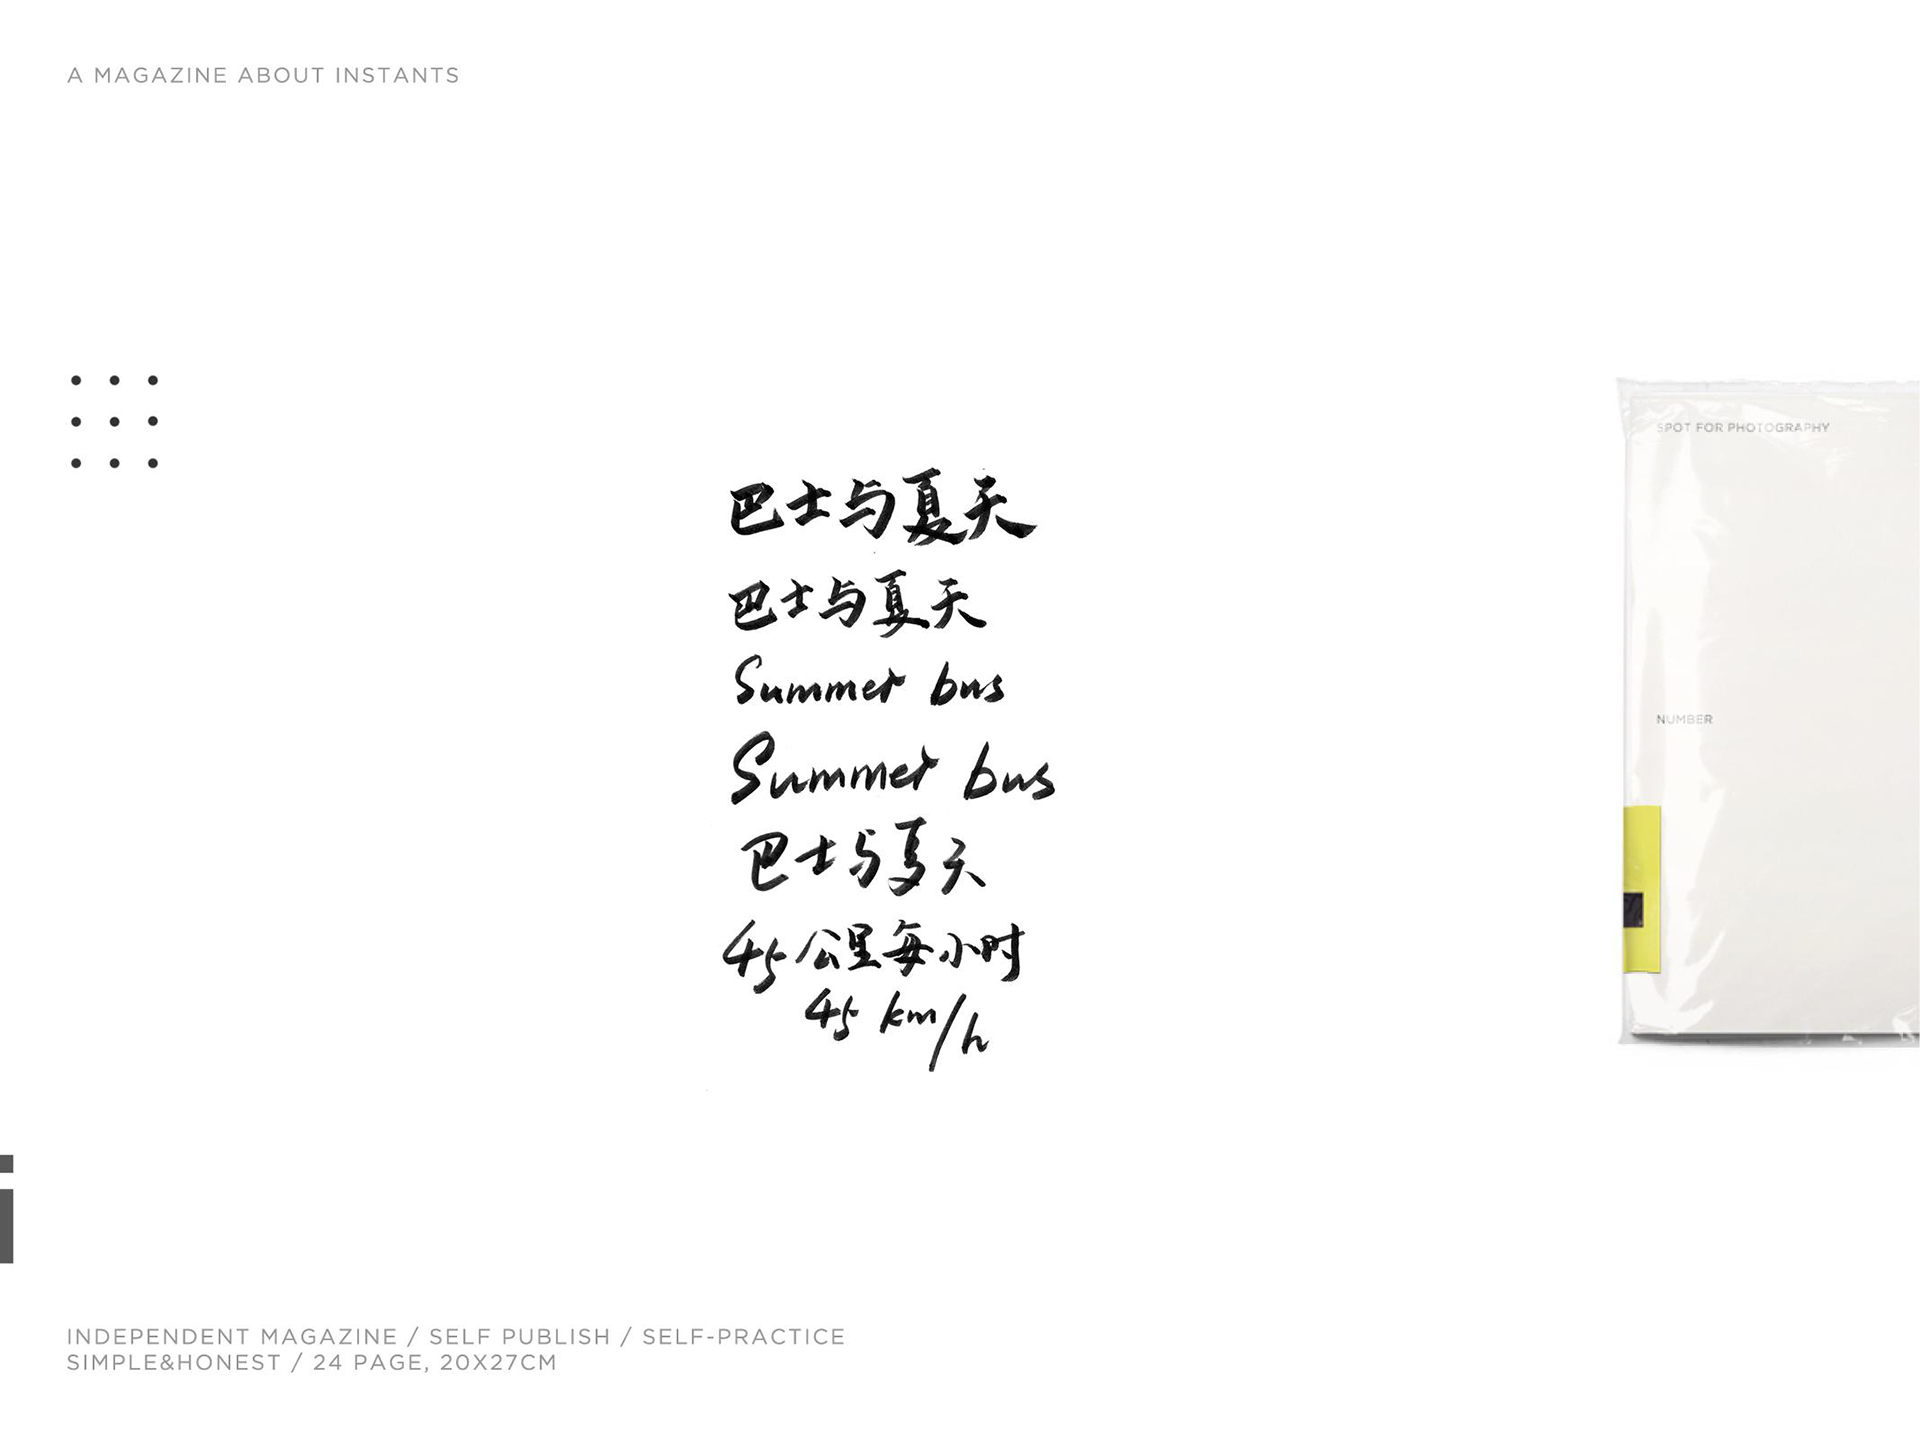 A MAGAZINE ABOUT INSTANTS
巴士与夏天
巴士与夏天
Summer bus
Summer bus
巴士与夏天
45公里每小时
45 km/h
SPOT FOR PHOTOGRAPHY
NUMBER
i
INDEPENDENT MAGAZINE / SELF PUBLISH / SELF-PRACTICE
SIMPLE&HONEST / 24 PAGE, 20X27CM